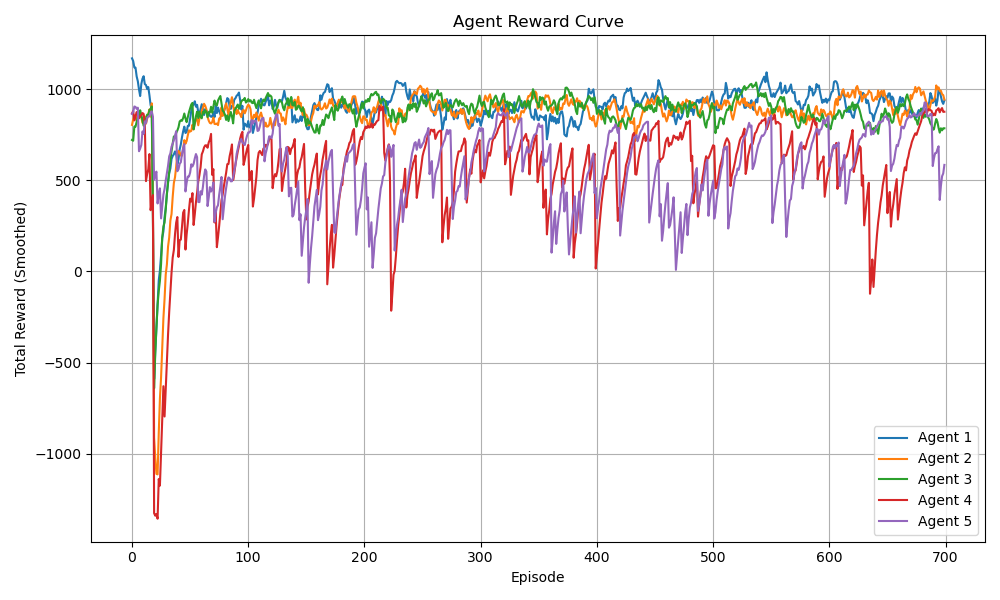 Agent Reward Curve
Total Reward (Smoothed)
1000
500
0
−500
−1000
0 100 200 300 400 500 600 700
Episode
Agent 1
Agent 2
Agent 3
Agent 4
Agent 5